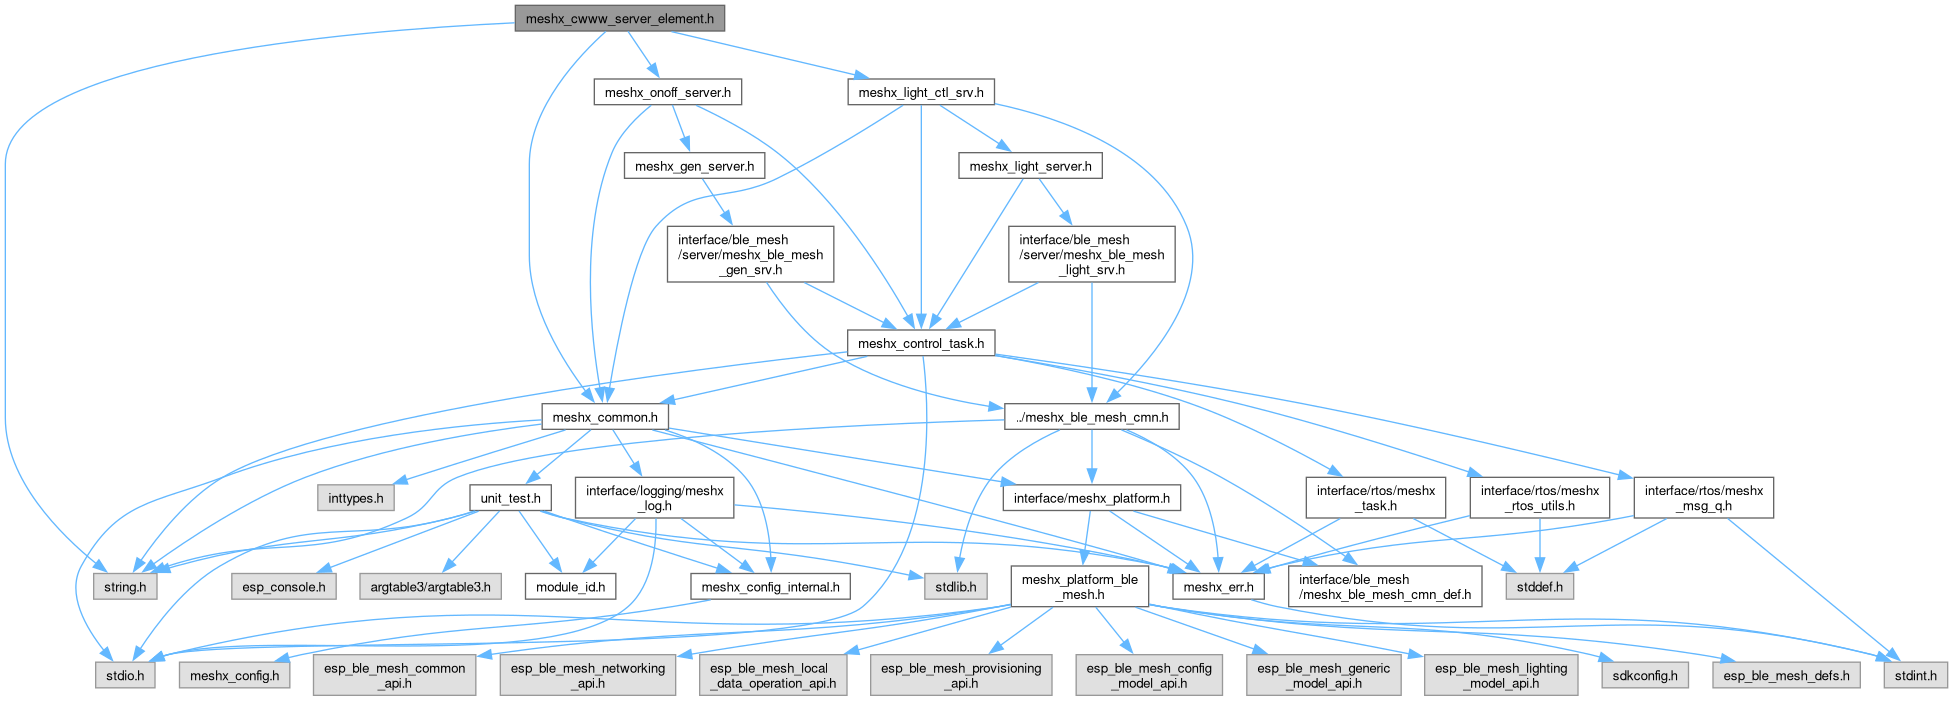 meshx_cwww_server_element.h
meshx_onoff_server.h
meshx_light_ctl_srv.h
meshx_gen_server.h
meshx_light_server.h
interface/ble_mesh
/server/meshx_ble_mesh
_gen_srv.h
interface/ble_mesh
/server/meshx_ble_mesh
_light_srv.h
meshx_control_task.h
meshx_common.h
../meshx_ble_mesh_cmn.h
inttypes.h
unit_test.h
interface/logging/meshx
_log.h
interface/meshx_platform.h
interface/rtos/meshx
_task.h
interface/rtos/meshx
_rtos_utils.h
interface/rtos/meshx
_msg_q.h
string.h
esp_console.h
argtable3/argtable3.h
module_id.h
meshx_config_internal.h
stdlib.h
meshx_platform_ble
_mesh.h
meshx_err.h
interface/ble_mesh
/meshx_ble_mesh_cmn_def.h
stddef.h
stdio.h
meshx_config.h
esp_ble_mesh_common
_api.h
esp_ble_mesh_networking
_api.h
esp_ble_mesh_local
_data_operation_api.h
esp_ble_mesh_provisioning
_api.h
esp_ble_mesh_config
_model_api.h
esp_ble_mesh_generic
_model_api.h
esp_ble_mesh_lighting
_model_api.h
sdkconfig.h
esp_ble_mesh_defs.h
stdint.h